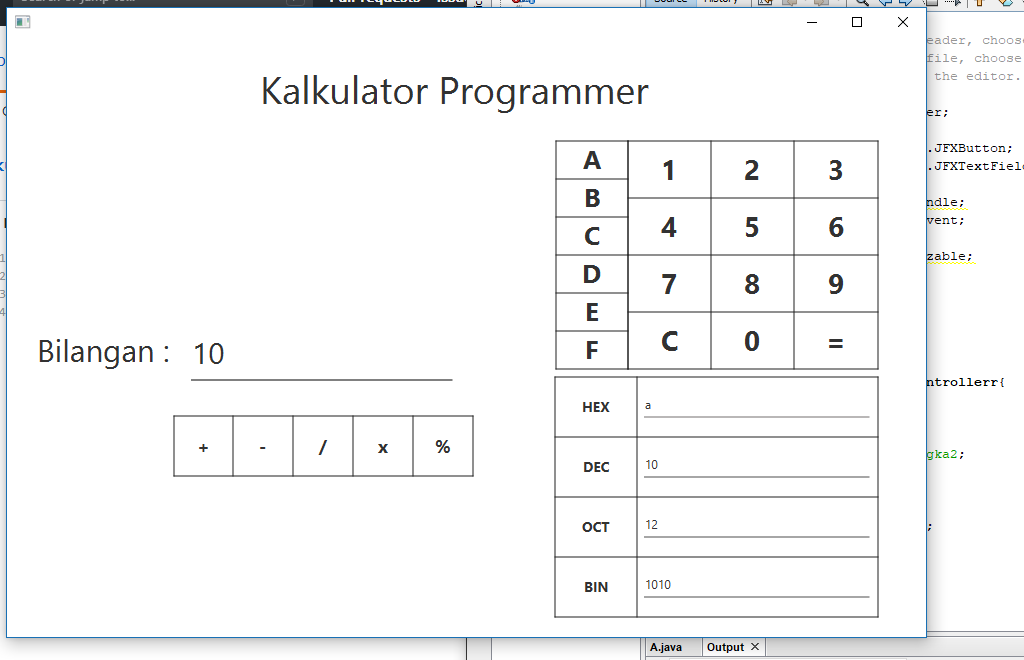 Pull requests
Source
History
Kalkulator Programmer
A
B
C
D
E
F
1 2 3
4 5 6
7 8 9
C 0 =
Bilangan : 10
+ - / x %
HEX a
DEC 10
OCT 12
BIN 1010
eader, choose
file, choose
the editor.
er;
.JFXButton;
.JFXTextField
ndle;
vent;
zable;
ntrollerr{
gka2;
;
A.java Output